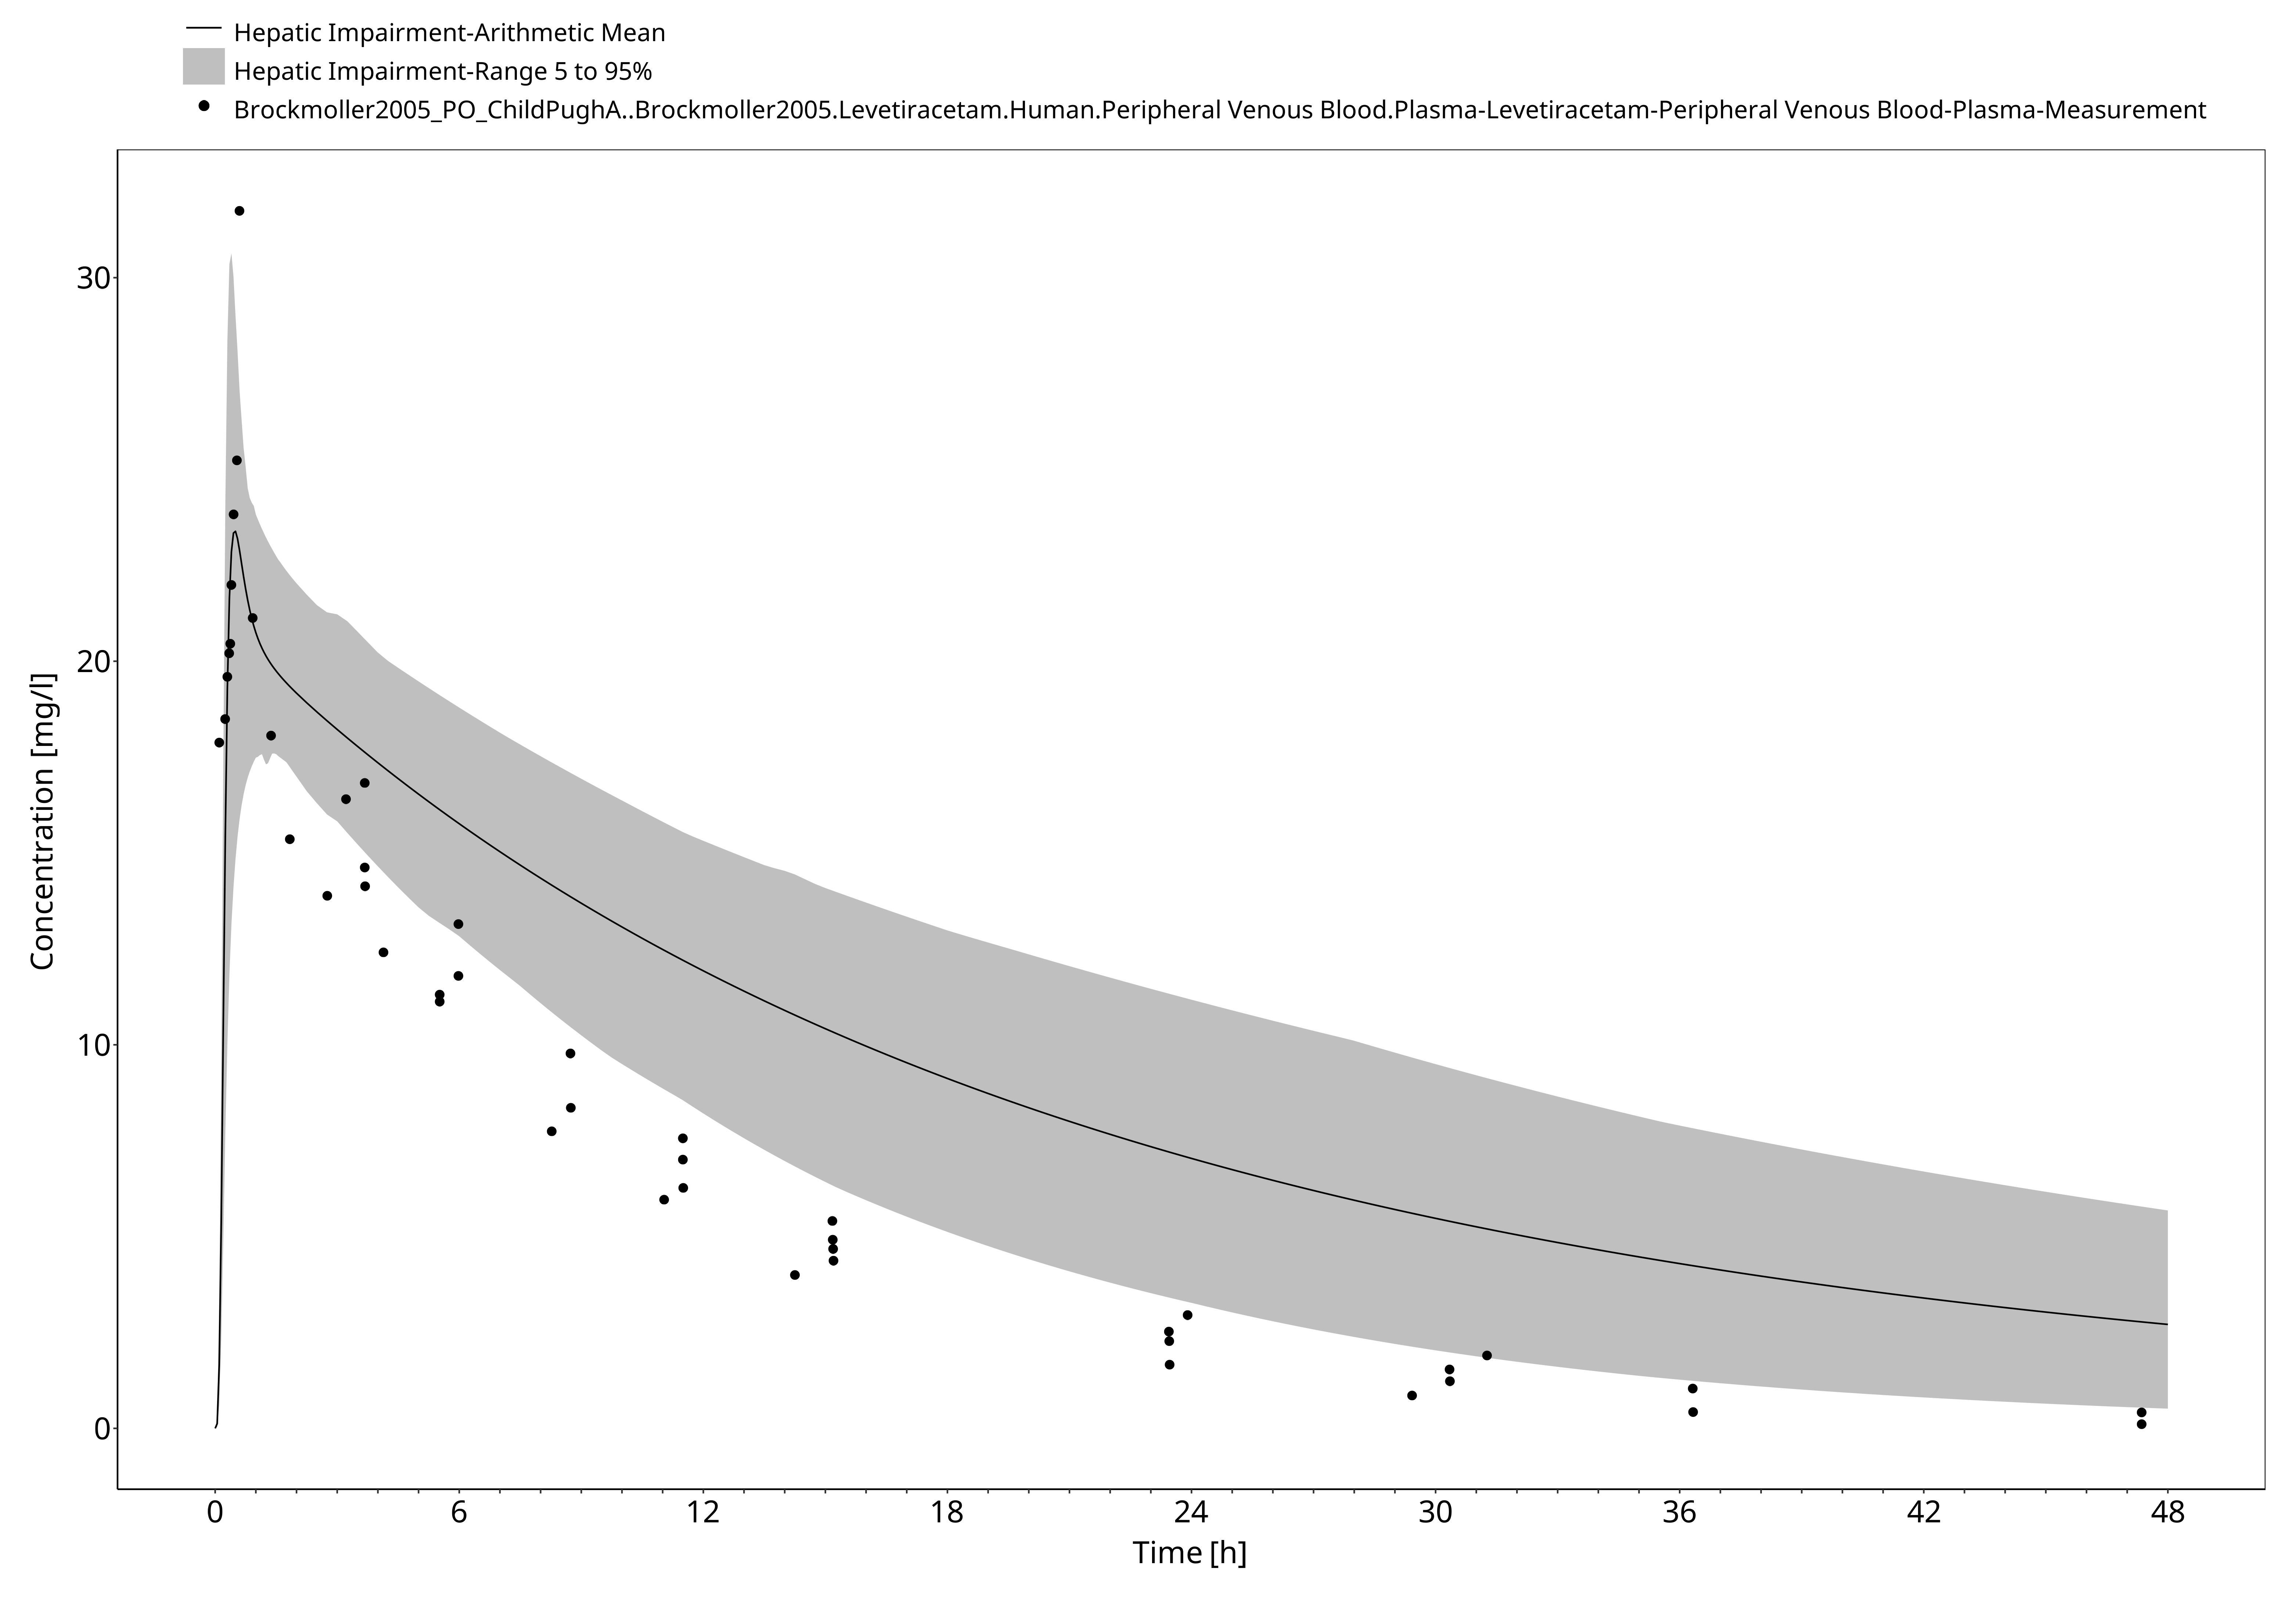 Hepatic Impairment-Arithmetic Mean
Hepatic Impairment-Range 5 to 95%
Brockmoller2005_PO_ChildPughA..Brockmoller2005.Levetiracetam.Human.Peripheral Venous Blood.Plasma-Levetiracetam-Peripheral Venous Blood-Plasma-Measurement
Concentration [mg/l]
30
20
10
0
0 6 12 18 24 30 36 42 48
Time [h]